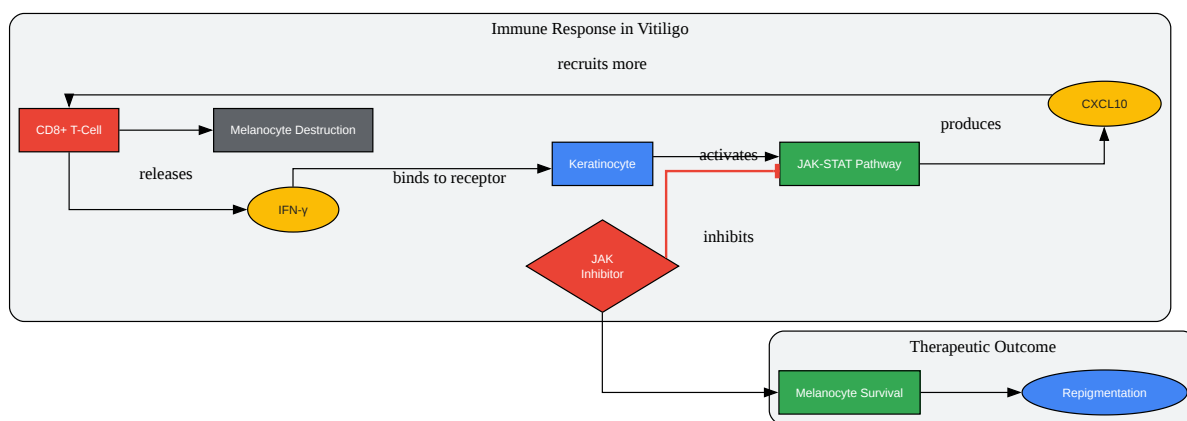 Immune Response in Vitiligo
recruits more
CXCL10
CD8+ T-Cell
Melanocyte Destruction
produces
activates
Keratinocyte
JAK-STAT Pathway
releases
binds to receptor
IFN-γ
inhibits
JAK
Inhibitor
Therapeutic Outcome
Melanocyte Survival
Repigmentation